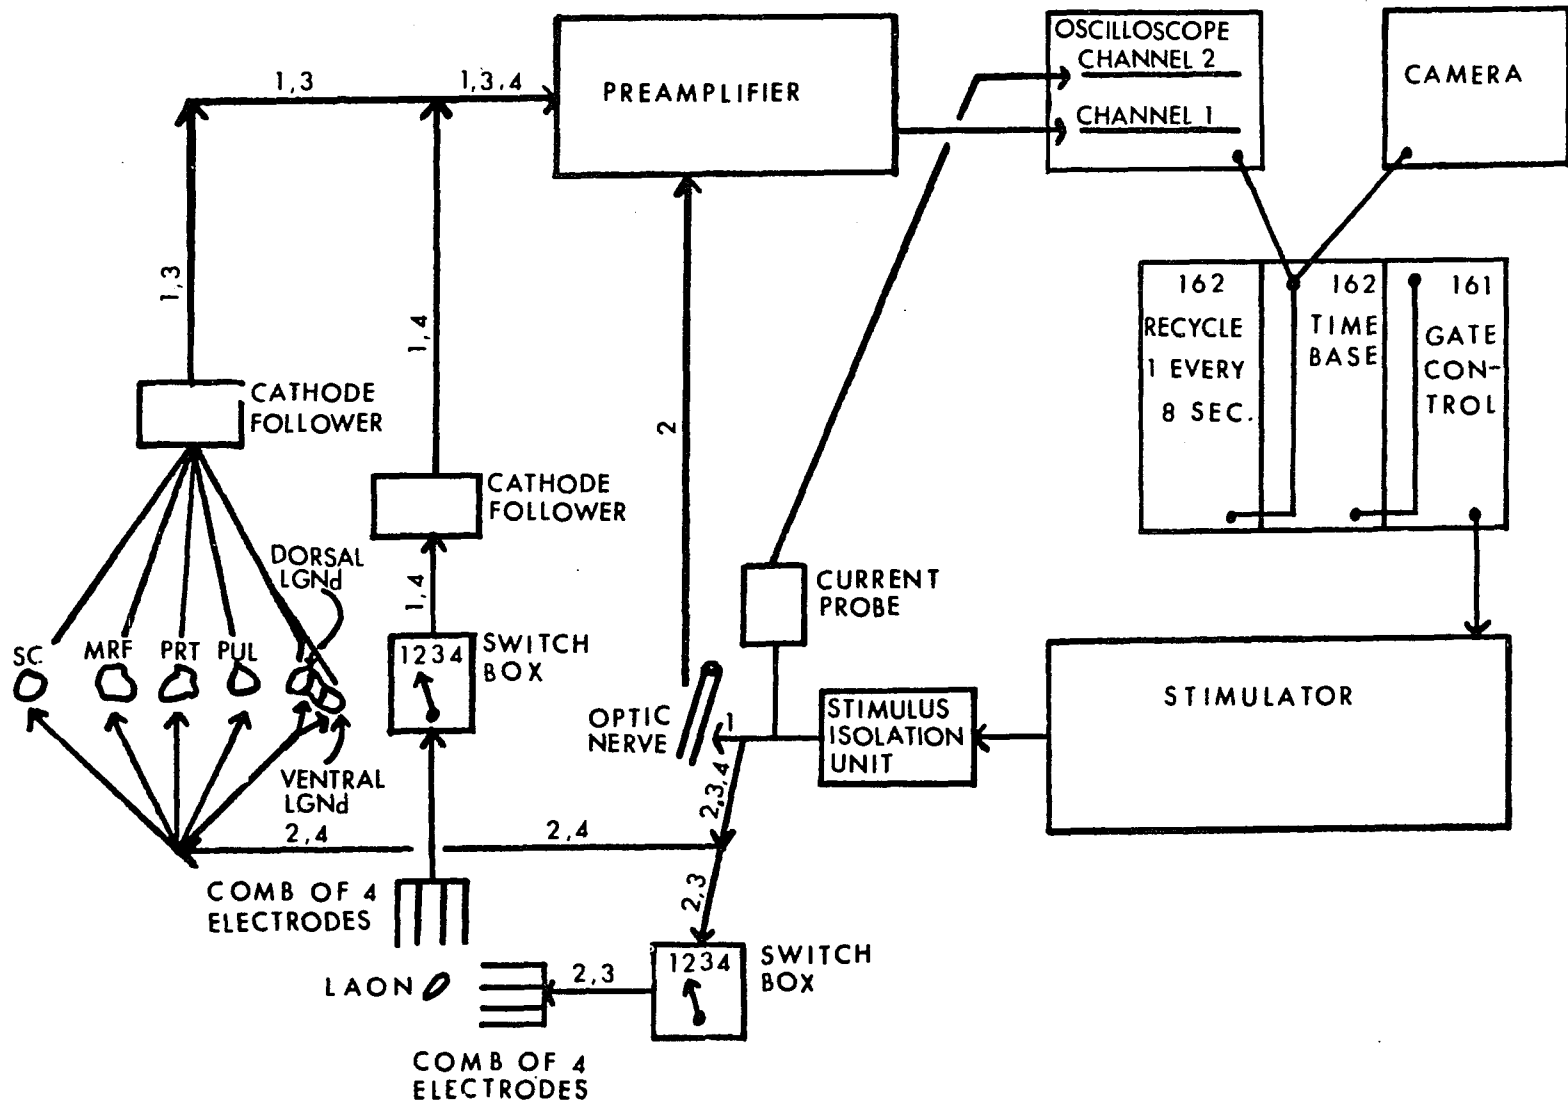 PREAMPLIFIER
OSCILLOSCOPE
CHANNEL 2
CHANNEL 1
CAMERA
1,3
1,3,4
1,3
1,4
2
162
RECYCLE
1 EVERY
8 SEC.
162
TIME
BASE
161
GATE
CON-
TROL
CATHODE
FOLLOWER
CATHODE
FOLLOWER
DORSAL
LGNd
1,4
CURRENT
PROBE
SC
MRF
PRT
PUL
1234
SWITCH
BOX
OPTIC
NERVE
1
STIMULUS
ISOLATION
UNIT
STIMULATOR
VENTRAL
LGNd
2,3,4
2,4
2,4
2,3
COMB OF 4
ELECTRODES
LAON
2,3
1234
SWITCH
BOX
COMB OF 4
ELECTRODES